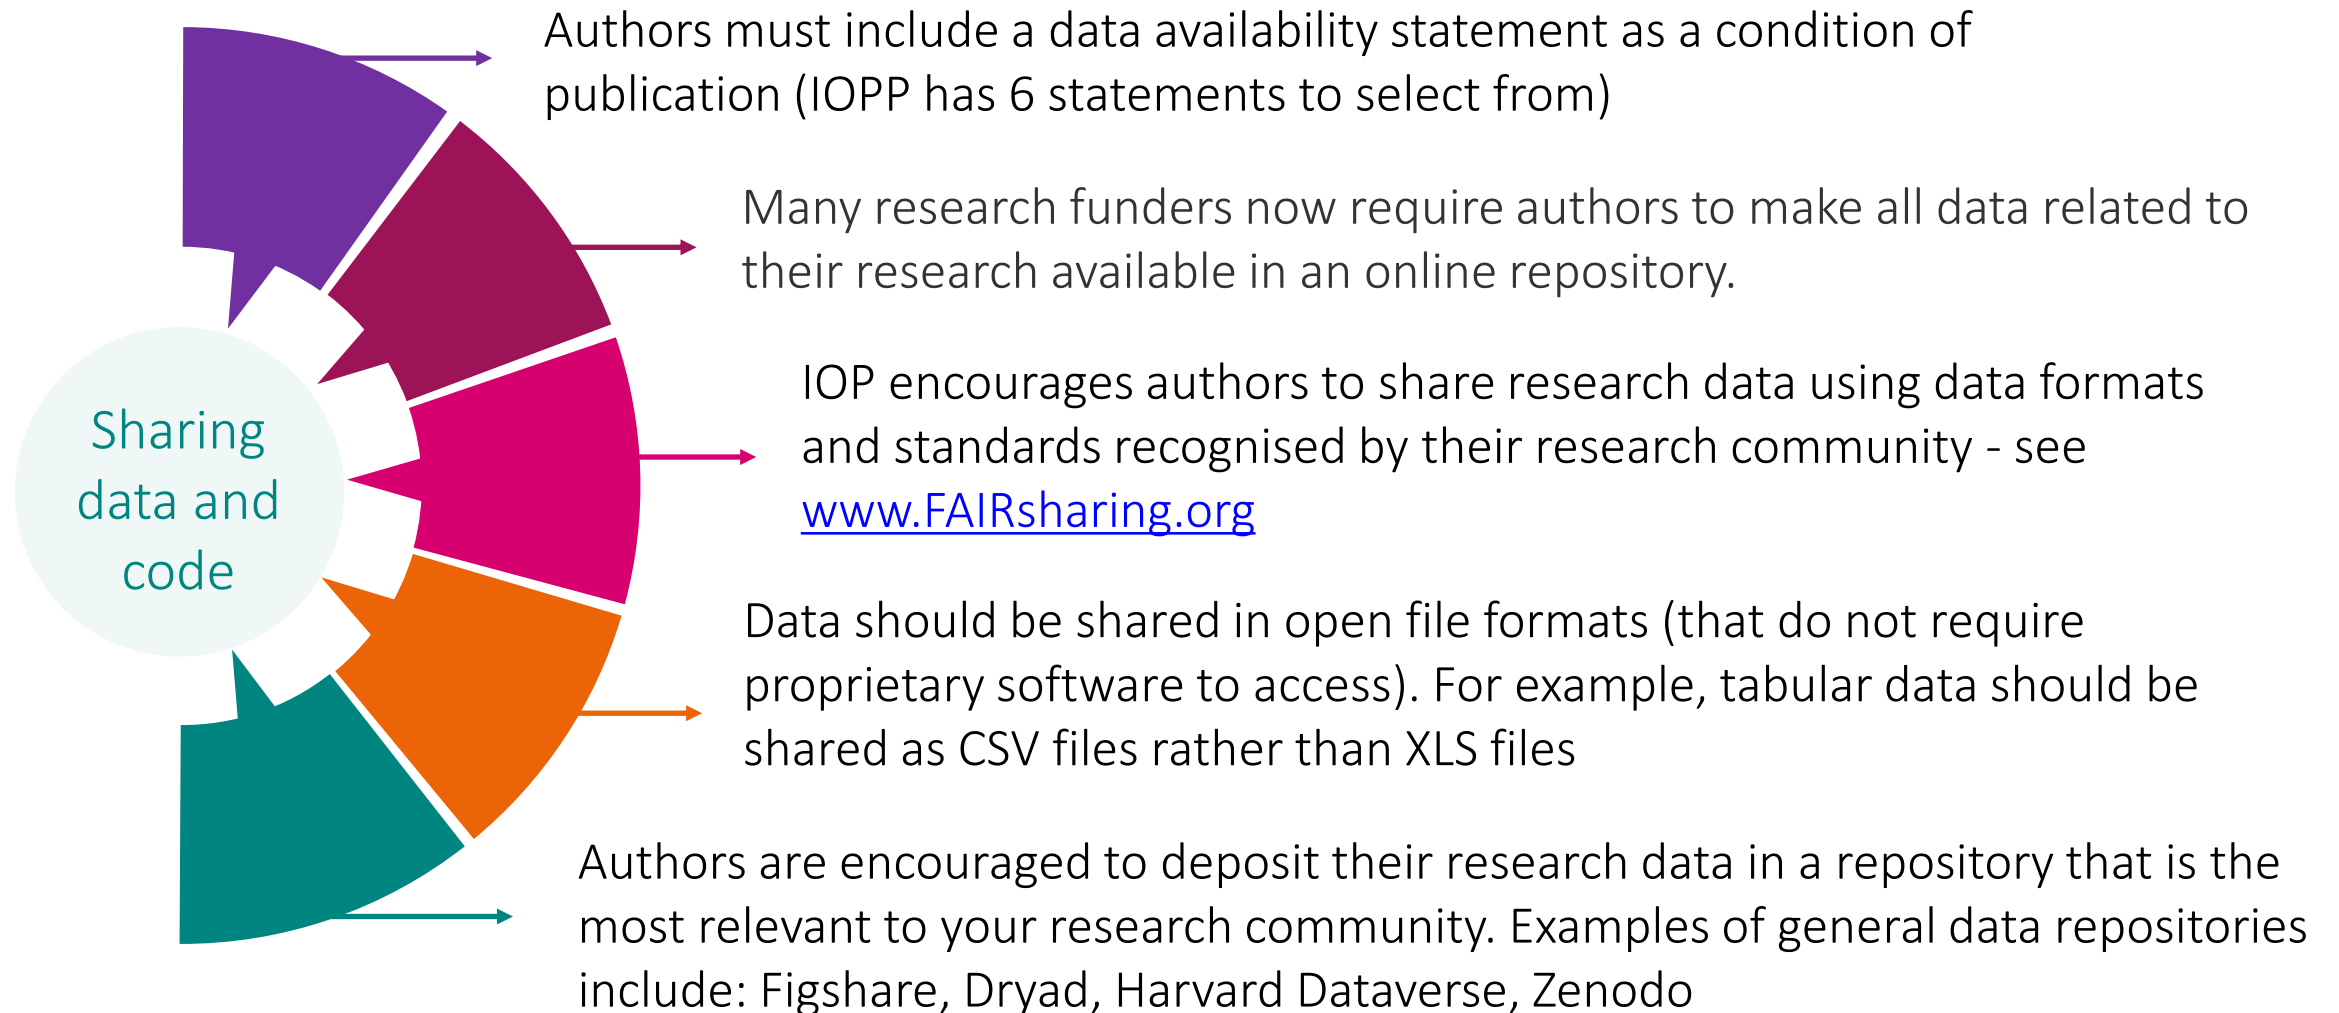 Authors must include a data availability statement as a condition of
publication (IOPP has 6 statements to select from)
Many research funders now require authors to make all data related to
their research available in an online repository.
IOP encourages authors to share research data using data formats
and standards recognised by their research community - see
www.FAIRsharing.org
Sharing
data and
code
Data should be shared in open file formats (that do not require
proprietary software to access). For example, tabular data should be
shared as CSV files rather than XLS files
Authors are encouraged to deposit their research data in a repository that is the
most relevant to your research community. Examples of general data repositories
include: Figshare, Dryad, Harvard Dataverse, Zenodo